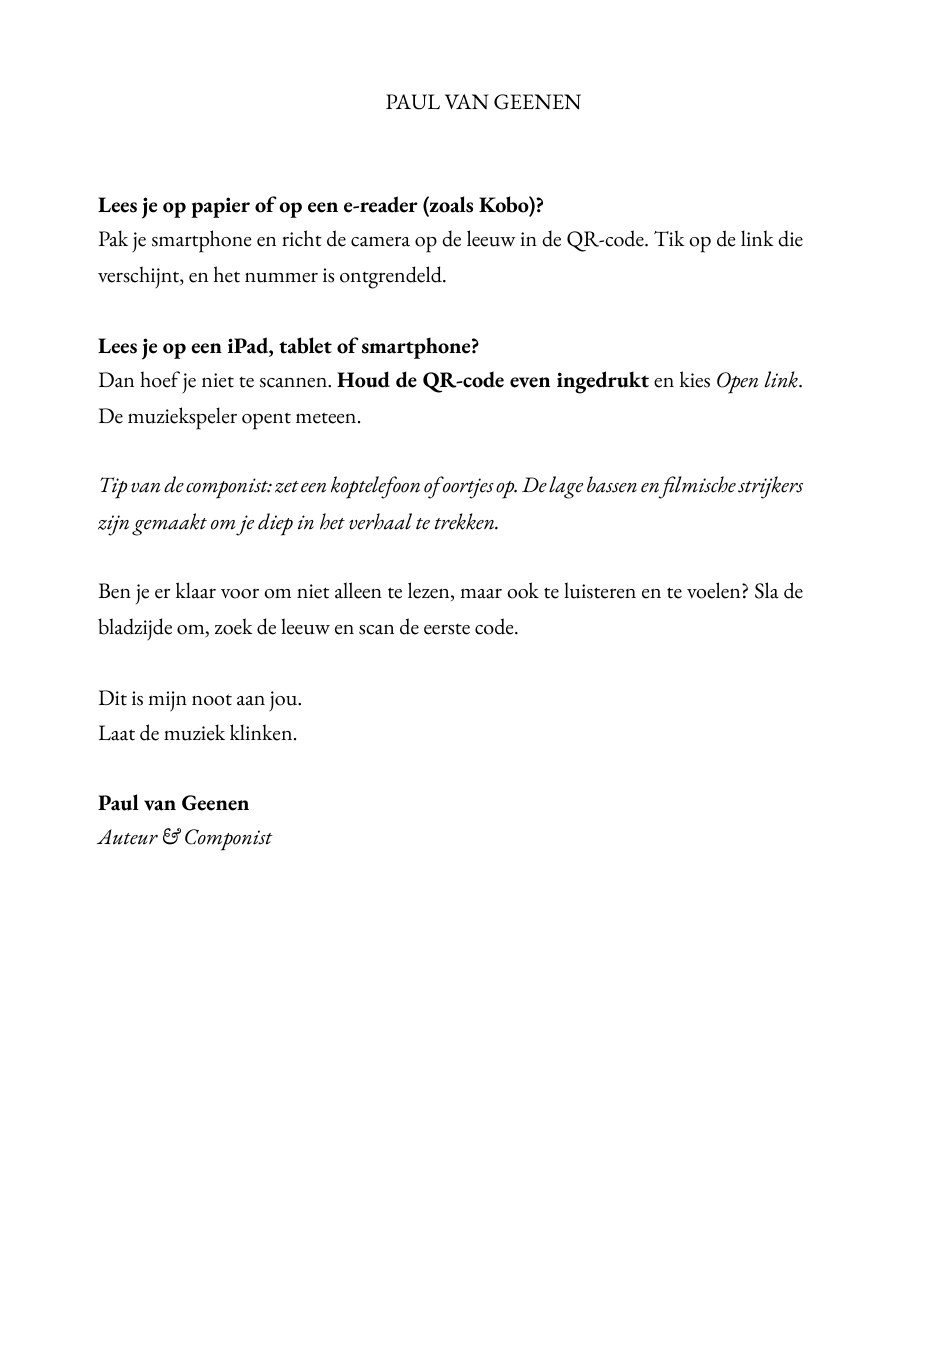 PAUL VAN GEENEN
Lees je op papier of op een e-reader (zoals Kobo)?
Pak je smartphone en richt de camera op de leeuw in de QR-code. Tik op de link die
verschijnt, en het nummer is ontgrendeld.
Lees je op een iPad, tablet of smartphone?
Dan hoef je niet te scannen. Houd de QR-code even ingedrukt en kies Open link.
De muziekspeler opent meteen.
Tip van de componist: zet een koptelefoon of oortjes op. De lage bassen en filmische strijkers
zijn gemaakt om je diep in het verhaal te trekken.
Ben je er klaar voor om niet alleen te lezen, maar ook te luisteren en te voelen? Sla de
bladzijde om, zoek de leeuw en scan de eerste code.
Dit is mijn noot aan jou.
Laat de muziek klinken.
Paul van Geenen
Auteur & Componist